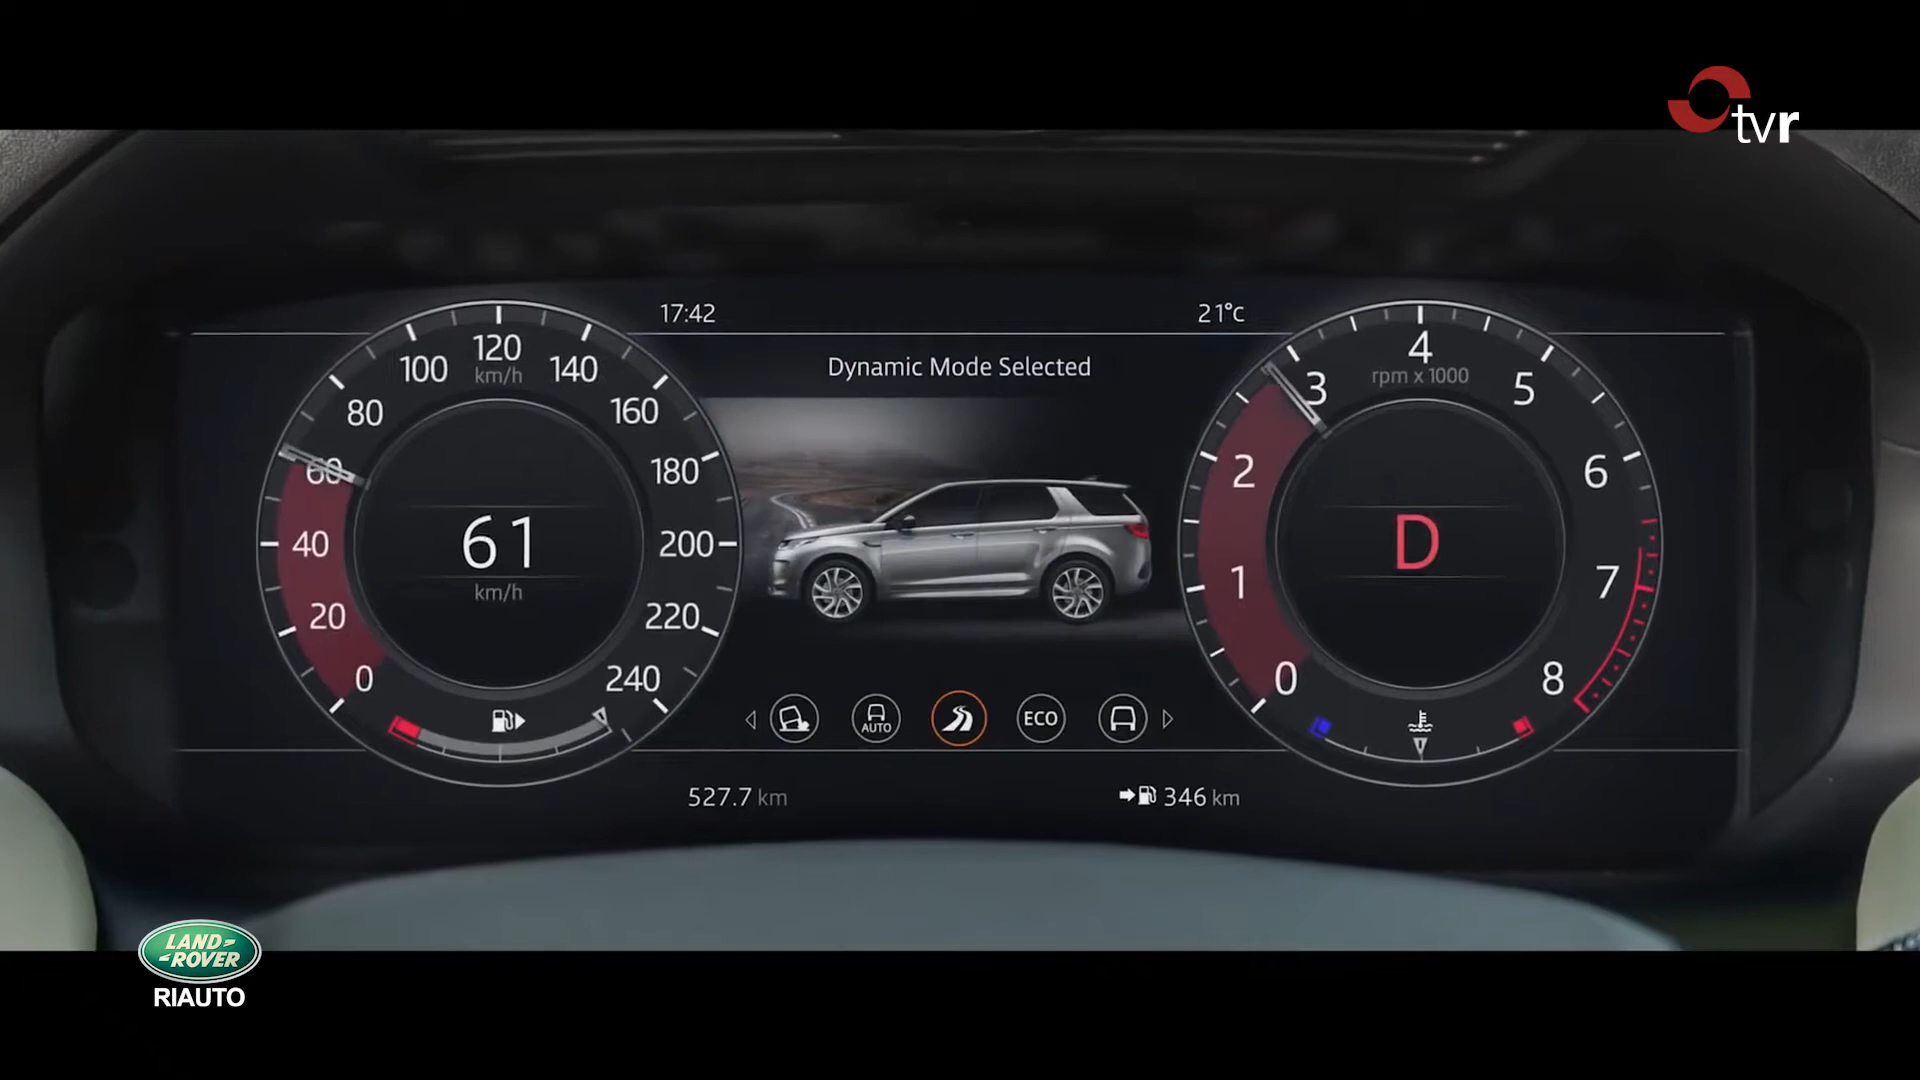 tvr
17:42
21°c
Dynamic Mode Selected
0
20
40
60
80
100
120
km/h
140
160
180
200
220
240
61
km/h
0
1
2
3
4
rpm x 1000
5
6
7
8
D
AUTO
ECO
527.7 km
346 km
LAND-
-ROVER
RIAUTO